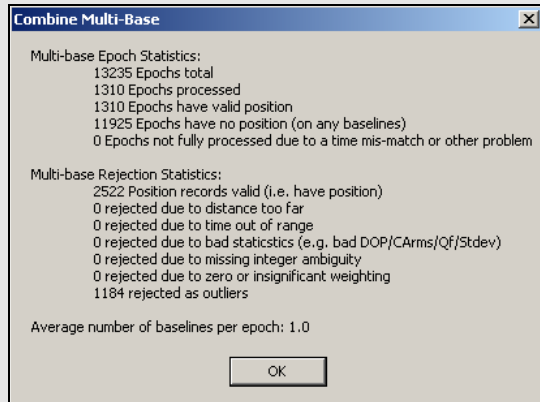 Combine Multi-Base
Multi-base Epoch Statistics:
13235 Epochs total
1310 Epochs processed
1310 Epochs have valid position
11925 Epochs have no position (on any baselines)
0 Epochs not fully processed due to a time mis-match or other problem
Multi-base Rejection Statistics:
2522 Position records valid (i.e. have position)
0 rejected due to distance too far
0 rejected due to time out of range
0 rejected due to bad staticstics (e.g. bad DOP/CArms/Qf/Stdev)
0 rejected due to missing integer ambiguity
0 rejected due to zero or insignificant weighting
1184 rejected as outliers
Average number of baselines per epoch: 1.0
OK